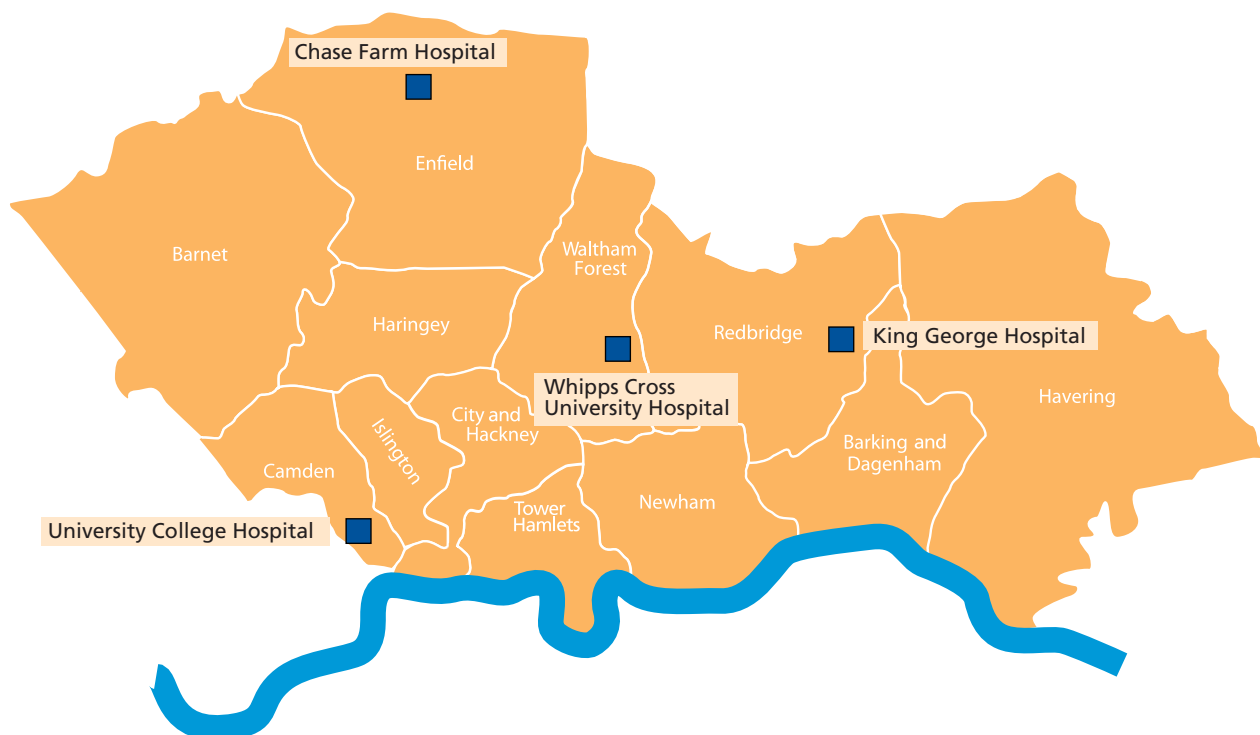 Chase Farm Hospital
Enfield
Barnet
Waltham
Forest
Haringey
Redbridge
King George Hospital
Whipps Cross
University Hospital
Havering
City and
Hackney
Islington
Barking and
Dagenham
Camden
Newham
Tower
Hamlets
University College Hospital